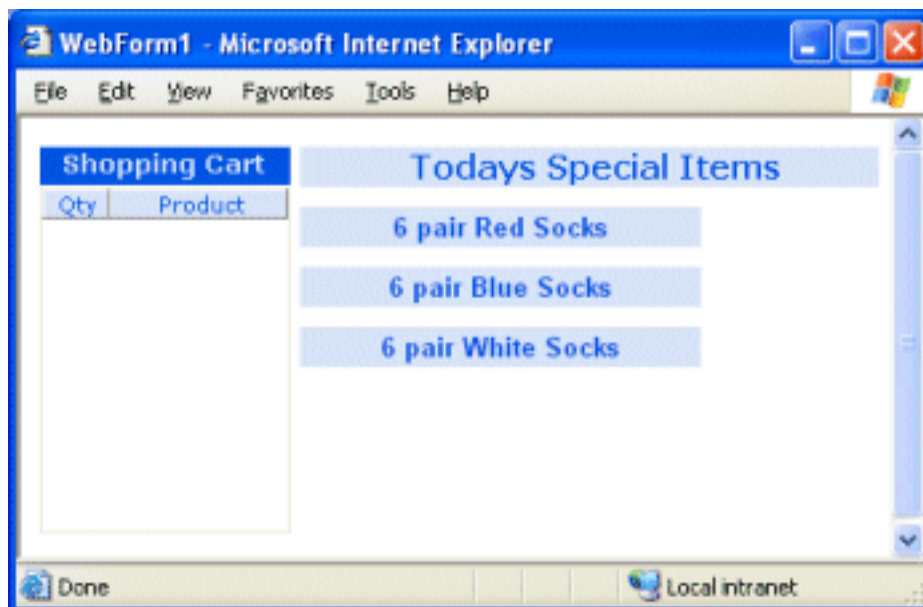 WebForm1 - Microsoft Internet Explorer
File Edit View Favorites Tools Help
Shopping Cart
Todays Special Items
Qty Product
6 pair Red Socks
6 pair Blue Socks
6 pair White Socks
Done
Local intranet